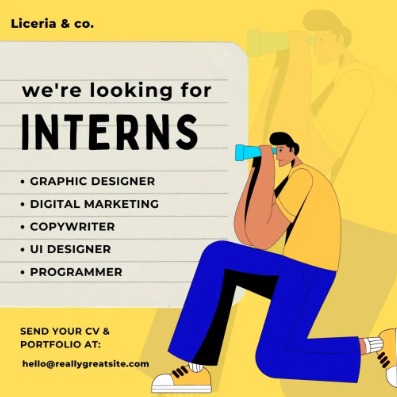 Liceria & co.
we're looking for
INTERNS
• GRAPHIC DESIGNER
• DIGITAL MARKETING
• COPYWRITER
• UI DESIGNER
• PROGRAMMER
SEND YOUR CV &
PORTFOLIO AT:
hello@reallygreatsite.com